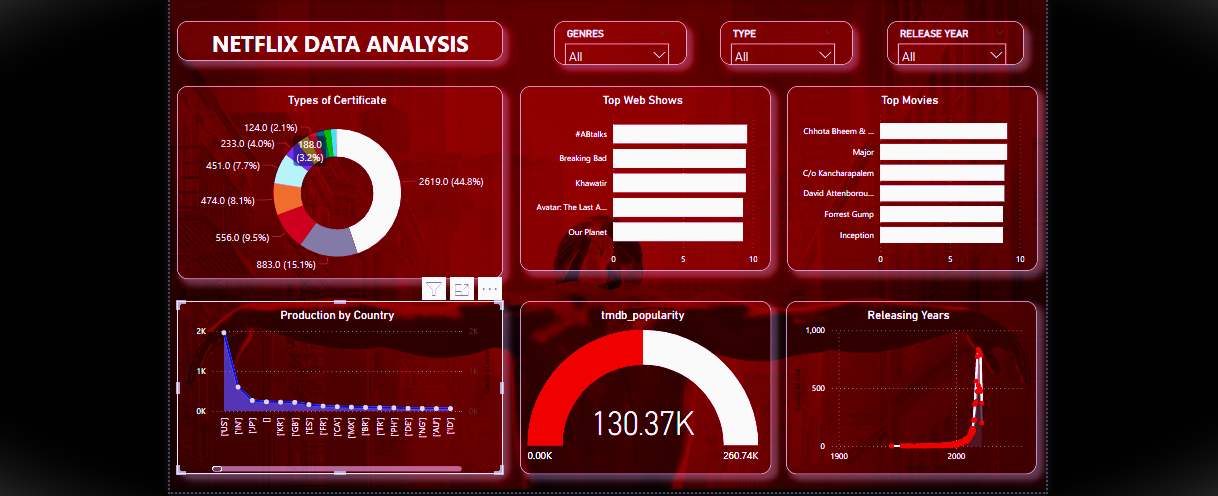 NETFLIX DATA ANALYSIS
GENRES
All
TYPE
All
RELEASE YEAR
All
Types of Certificate
124.0 (2.1%)
233.0 (4.0%)
188.0
(3.2%)
451.0 (7.7%)
474.0 (8.1%)
556.0 (9.5%)
883.0 (15.1%)
2619.0 (44.8%)
Top Web Shows
#ABtalks
Breaking Bad
Khawatir
Avatar: The Last A...
Our Planet
0 5 10
Top Movies
Chhota Bheem & ...
Major
C/o Kancharapalem
David Attenborou...
Forrest Gump
Inception
0 5 10
Production by Country
2K
1K
0K
2K
0K
['US']
['IN']
['JP']
[]
['KR']
['GB']
['ES']
['FR']
['CA']
['MX']
['BR']
['TR']
['PH']
['DE']
['NG']
['AU']
['ID']
tmdb_popularity
130.37K
0.00K
260.74K
Releasing Years
1,000
500
0
1900 2000